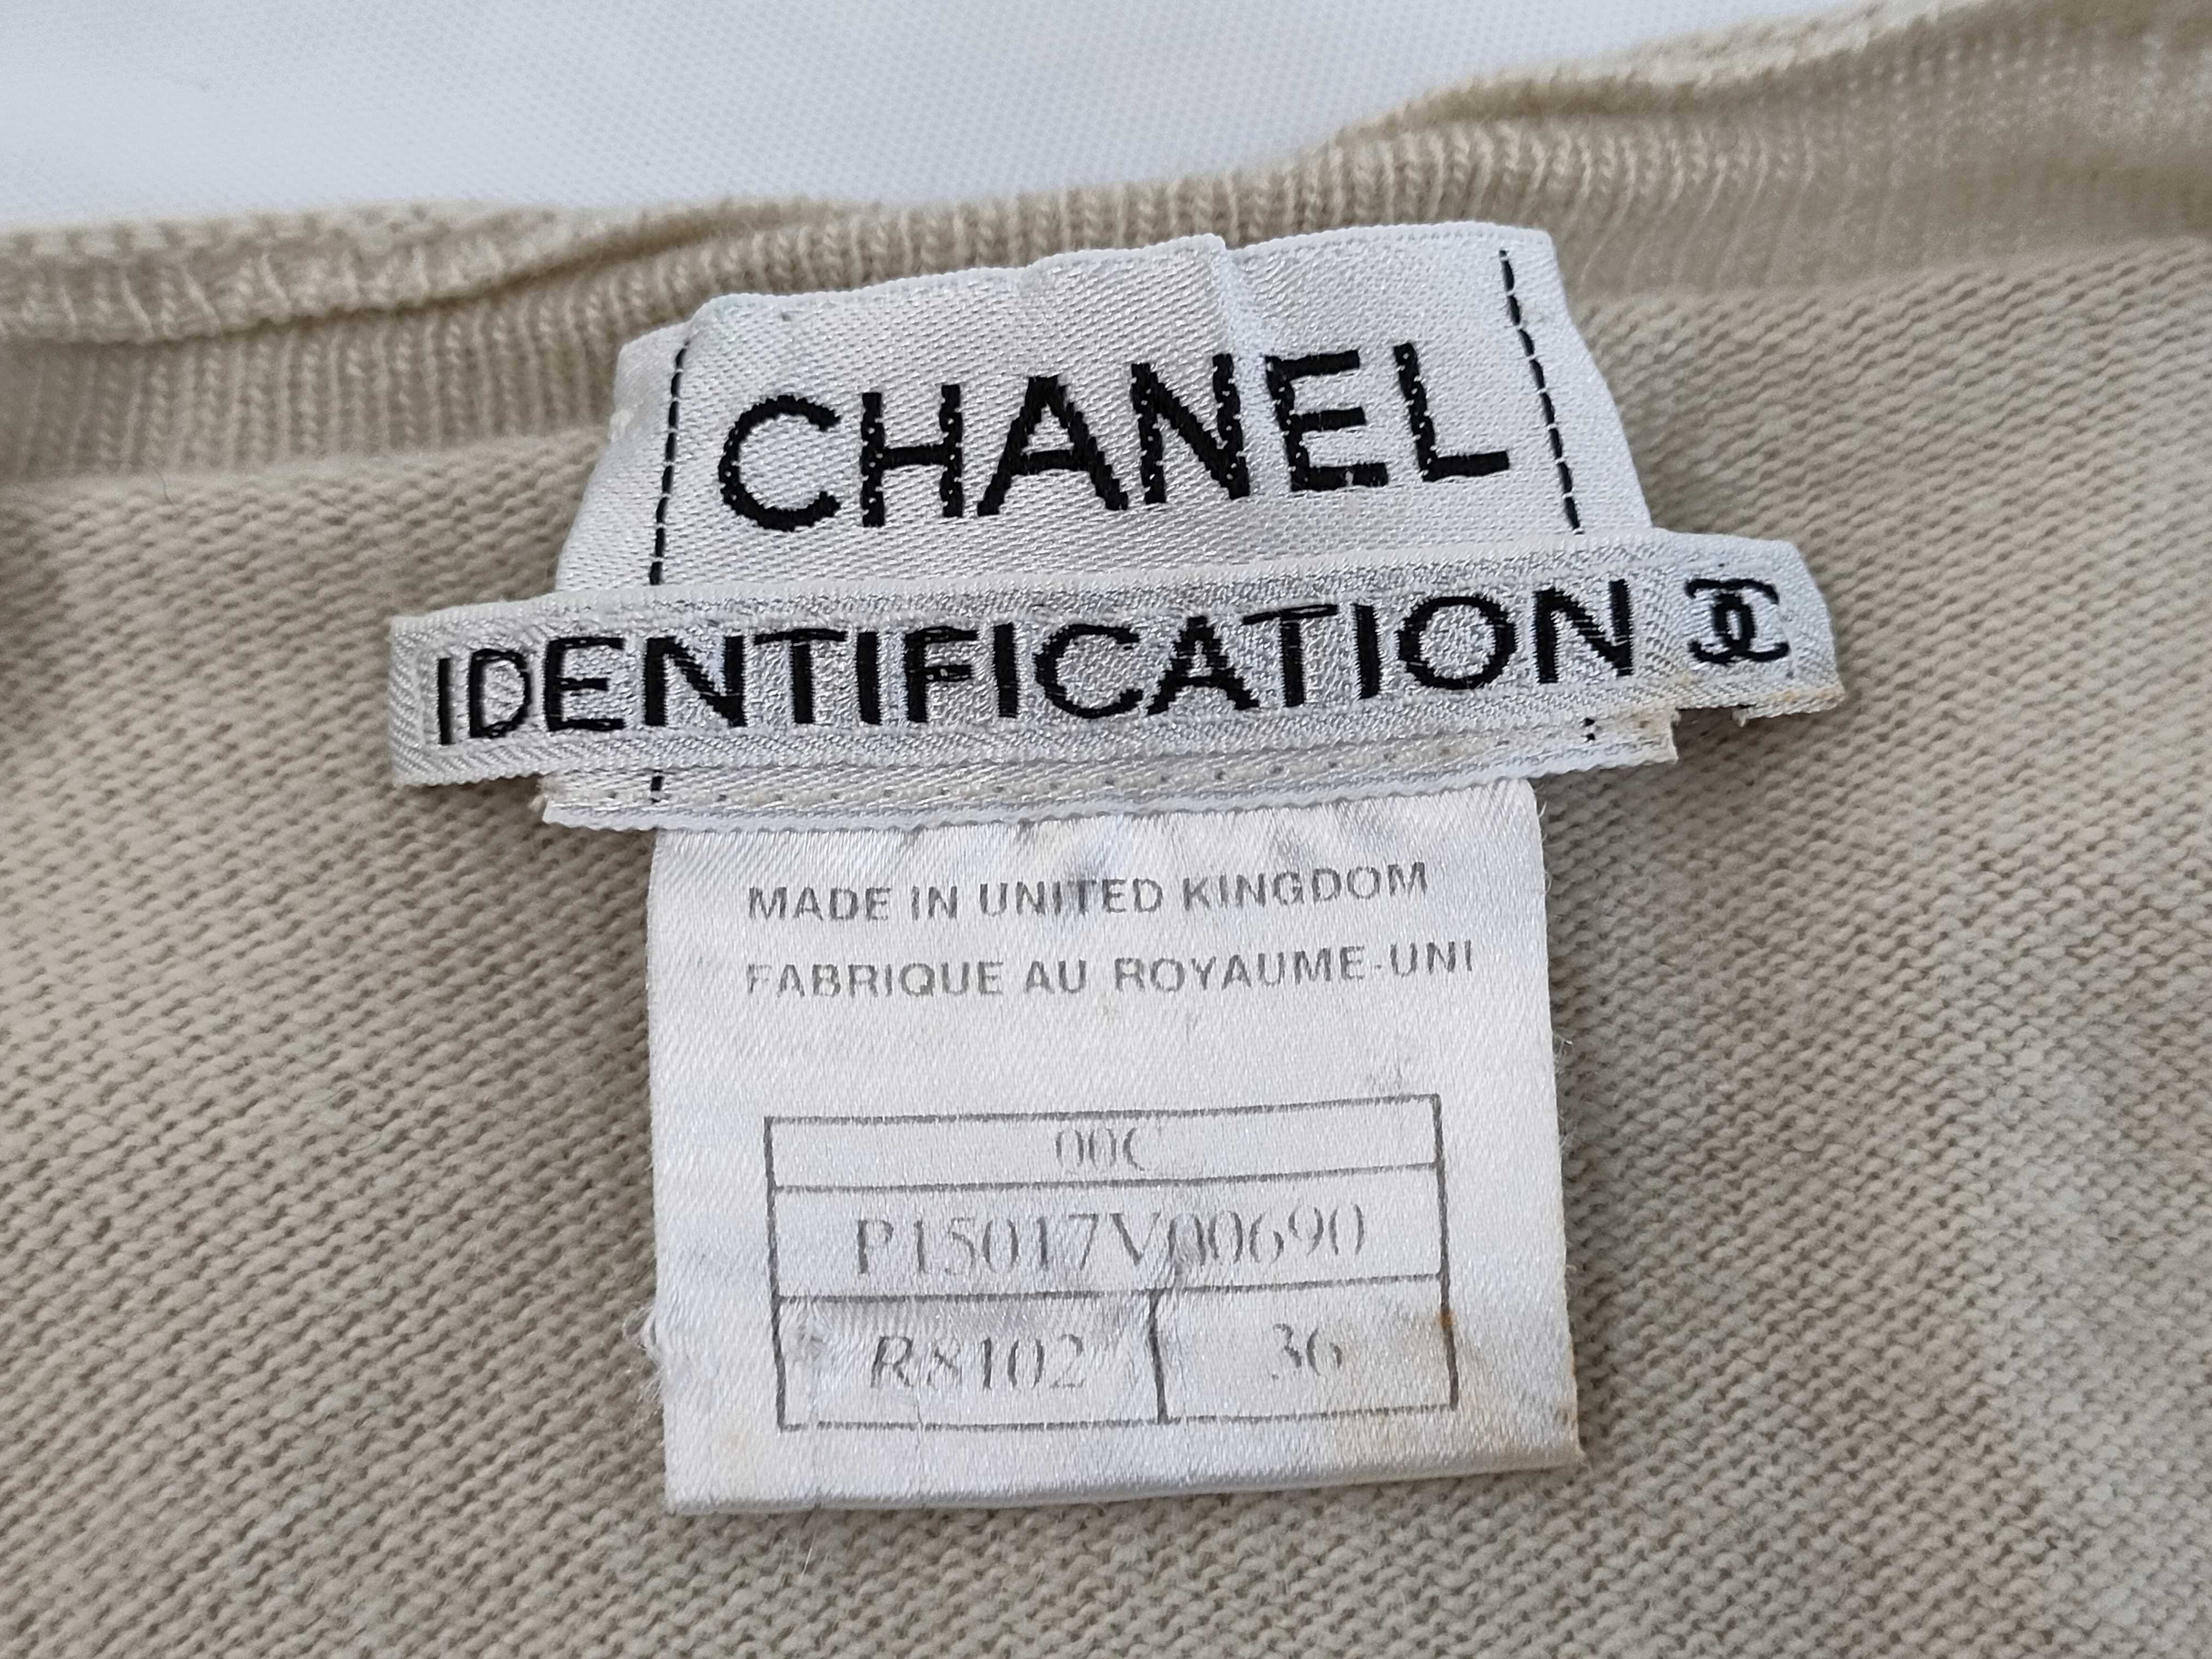 CHANEL
IDENTIFICATION
MADE IN UNITED KINGDOM
FABRIQUE AU ROYAUME-UNI
00C
P15017V00690
R8102 36